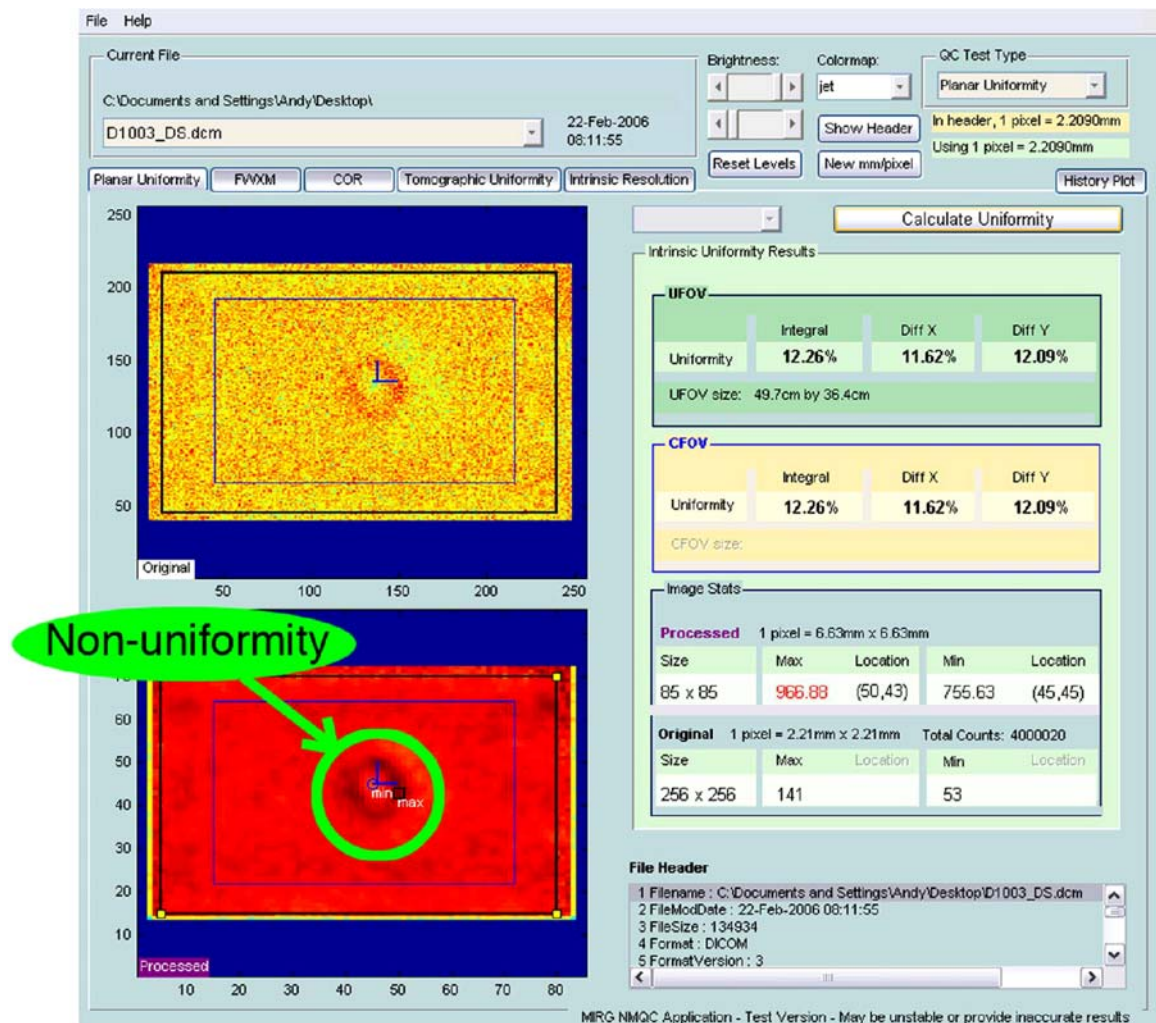 File Help
Current File
C:\Documents and Settings\Andy\Desktop\
D1003_DS.dcm
22-Feb-2006
08:11:55
Brightness:
Reset Levels
Colormap:
jet
Show Header
New mm/pixel
QC Test Type
Planar Uniformity
In header, 1 pixel = 2.2090mm
Using 1 pixel = 2.2090mm
Planar Uniformity FWXM COR Tomographic Uniformity Intrinsic Resolution History Plot
250
200
150
100
50
Original
50 100 150 200 250
Non-uniformity
60
50
40
30
20
10
min
max
Processed
10 20 30 40 50 60 70 80
Calculate Uniformity
Intrinsic Uniformity Results
UFOV
Integral Diff X Diff Y
Uniformity 12.26% 11.62% 12.09%
UFOV size: 49.7cm by 36.4cm
CFOV
Integral Diff X Diff Y
Uniformity 12.26% 11.62% 12.09%
CFOV size:
Image Stats
Processed 1 pixel = 6.63mm x 6.63mm
Size Max Location Min Location
85 x 85 966.88 (50,43) 755.63 (45,45)
Original 1 pixel = 2.21mm x 2.21mm Total Counts: 4000020
Size Max Location Min Location
256 x 256 141 53
File Header
1 Filename : C:\Documents and Settings\Andy\Desktop\D1003_DS.dcm
2 FileModDate : 22-Feb-2006 08:11:55
3 FileSize : 134934
4 Format : DICOM
5 FormatVersion : 3
MIRG NMQC Application - Test Version - May be unstable or provide inaccurate results